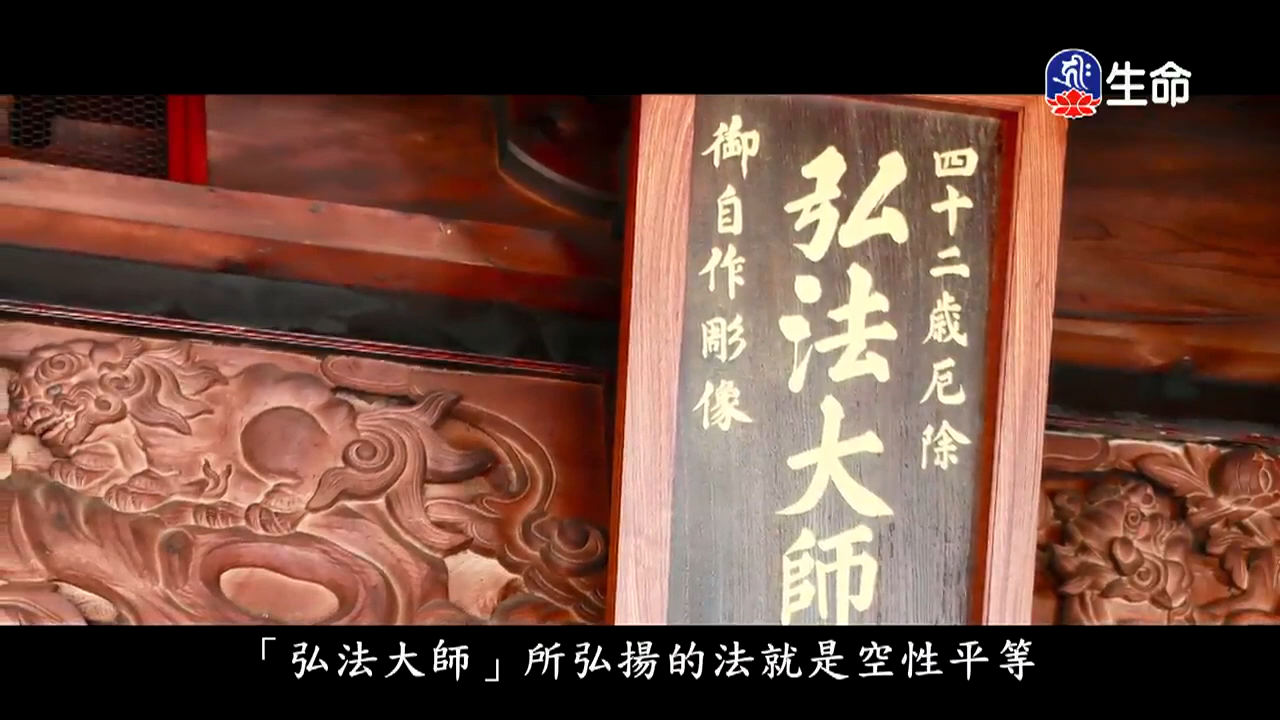 生命
四十二歳厄除
弘法大師
御自作彫像
「弘法大師」所弘揚的法就是空性平等